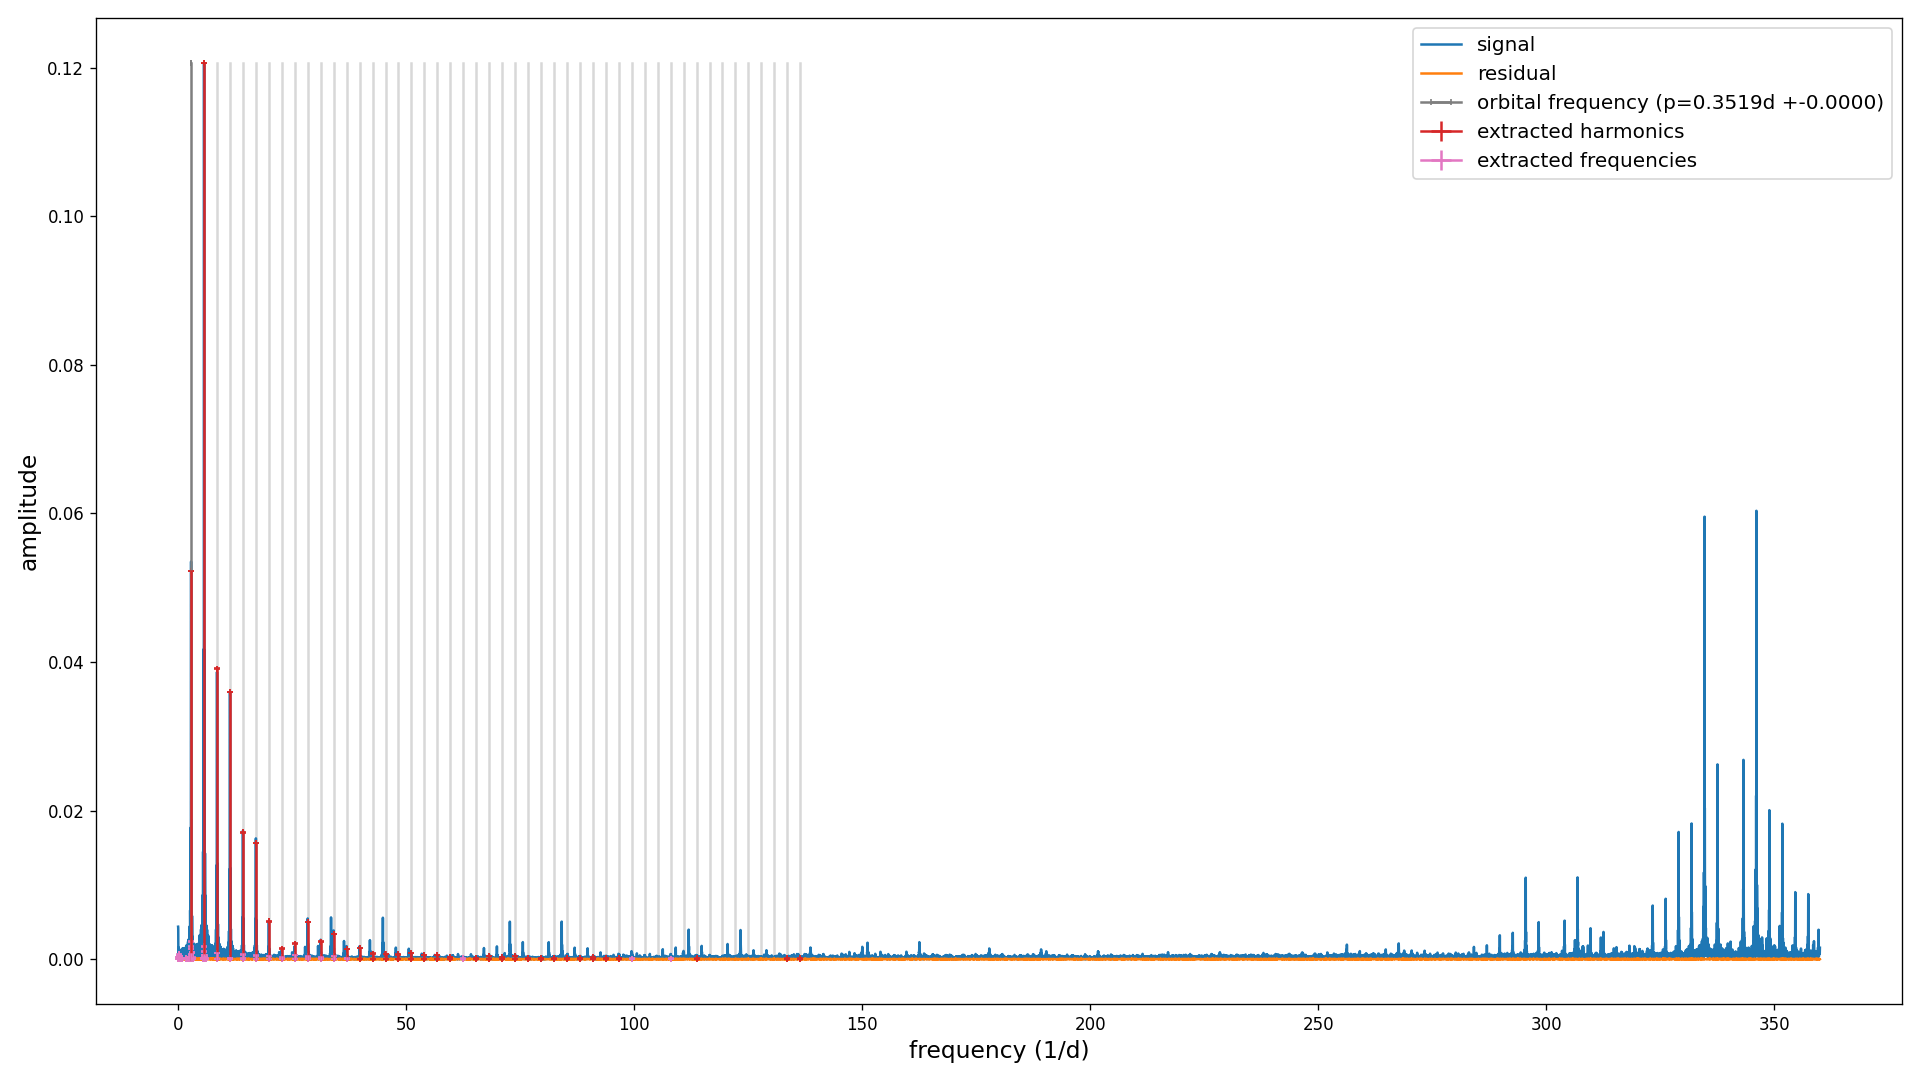 signal
residual
orbital frequency (p=0.3519d +-0.0000)
extracted harmonics
extracted frequencies
0.12
0.10
0.08
0.06
0.04
0.02
0.00
amplitude
0 50 100 150 200 250 300 350
frequency (1/d)